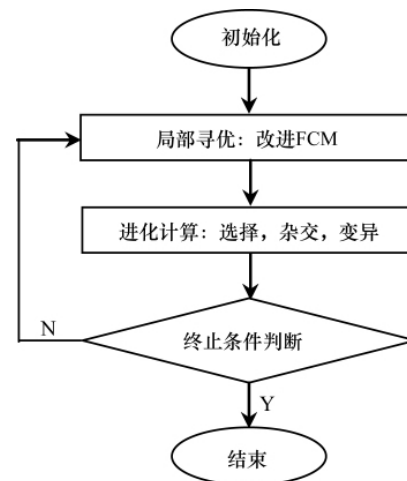 初始化
局部寻优：改进FCM
进化计算：选择，杂交，变异
终止条件判断
N
Y
结束